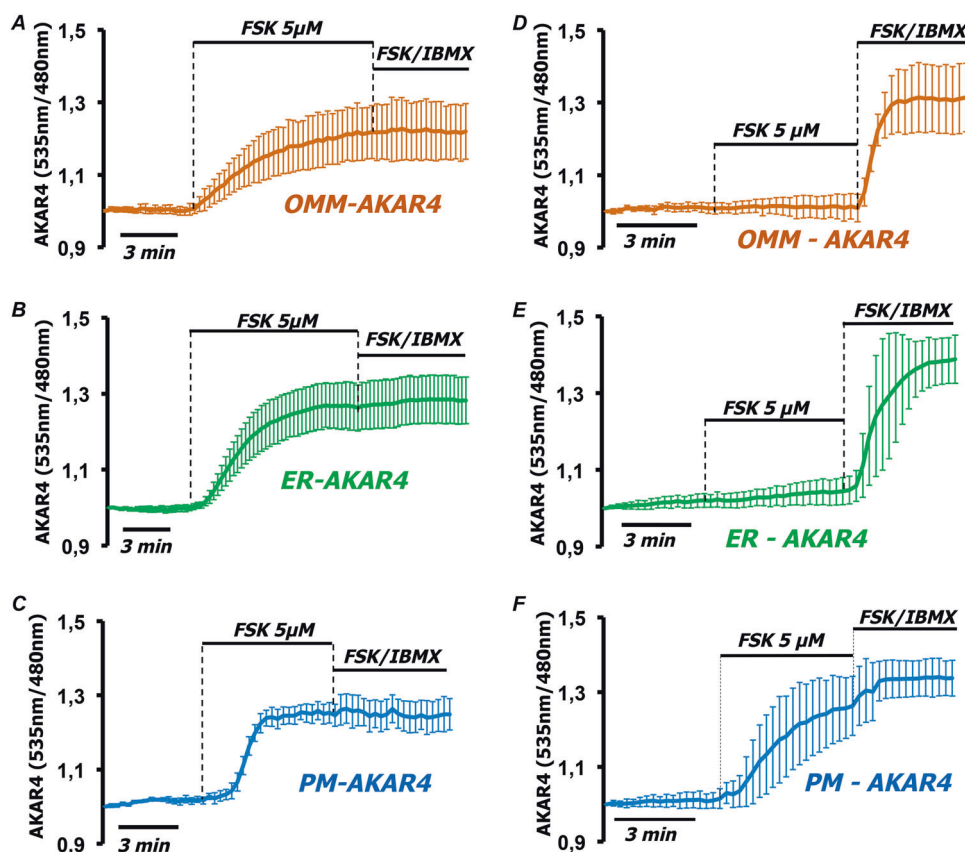 A
AKAR4 (535nm/480nm)
1,5
1,3
1,1
0,9
FSK 5µM
FSK/IBMX
OMM-AKAR4
3 min
D
AKAR4 (535nm/480nm)
1,5
1,3
1,1
0,9
FSK/IBMX
FSK 5 µM
OMM - AKAR4
3 min
B
AKAR4 (535nm/480nm)
1,5
1,3
1,1
0,9
FSK 5µM
FSK/IBMX
ER-AKAR4
3 min
E
AKAR4 (535nm/480nm)
1,5
1,3
1,1
0,9
FSK/IBMX
FSK 5 µM
ER - AKAR4
3 min
C
AKAR4 (535nm/480nm)
1,5
1,3
1,1
0,9
FSK 5µM
FSK/IBMX
PM-AKAR4
3 min
F
AKAR4 (535nm/480nm)
1,5
1,3
1,1
0,9
FSK/IBMX
FSK 5 µM
PM - AKAR4
3 min